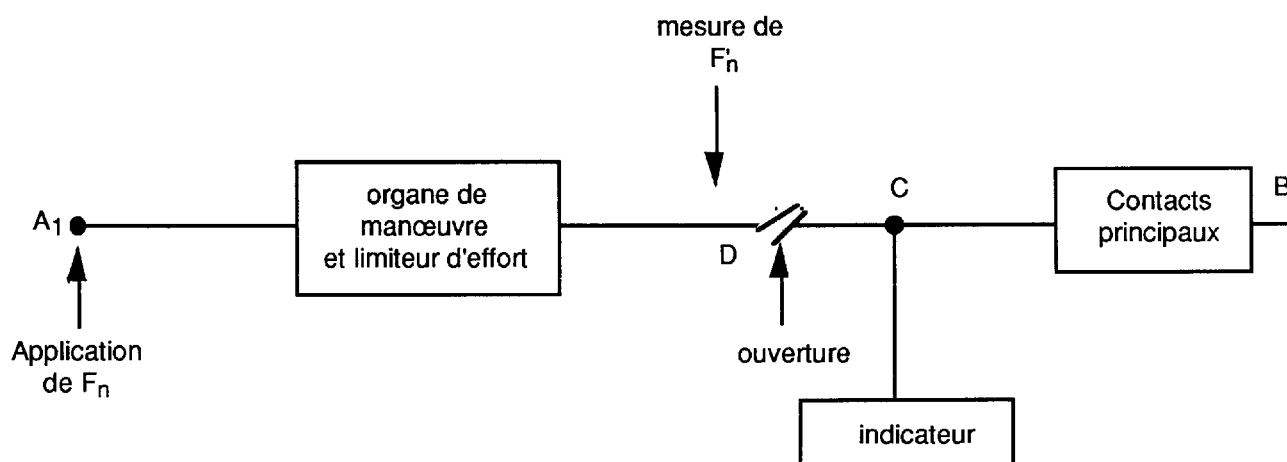 mesure de
F'n
A1
organe de
manœuvre
et limiteur d'effort
D
C
Contacts
principaux
B
Application
de Fn
ouverture
indicateur